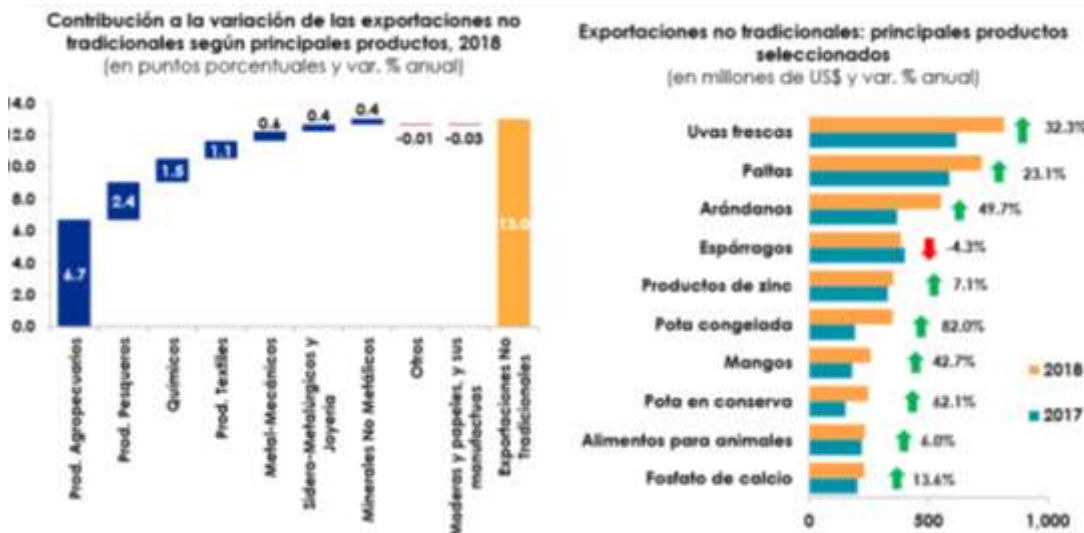 Contribución a la variación de las exportaciones no
tradicionales según principales productos, 2018
(en puntos porcentuales y var. % anual)
14.0
12.0
10.0
8.0
6.0
4.0
2.0
0.0
6.7
2.4
1.5
1.1
0.6
0.4
0.4
-0.01
-0.03
13.0
Prod. Agropecuarios
Prod. Pesqueros
Químicos
Prod. Textiles
Metal-Mecánicos
Sidero-Metalúrgicos y
Joyería
Minerales No Metálicos
Otros
Maderas y papeles, y sus
manufactuas
Exportaciones No
Tradicionales
Exportaciones no tradicionales: principales productos
seleccionados
(en millones de US$ y var. % anual)
Uvas frescas 32.3%
Paltas 23.1%
Arándanos 49.7%
Espárragos -4.3%
Productos de zinc 7.1%
Pota congelada 82.0%
Mangos 42.7%
Pota en conserva 62.1%
Alimentos para animales 6.0%
Fosfato de calcio 13.6%
2018
2017
0 500 1,000